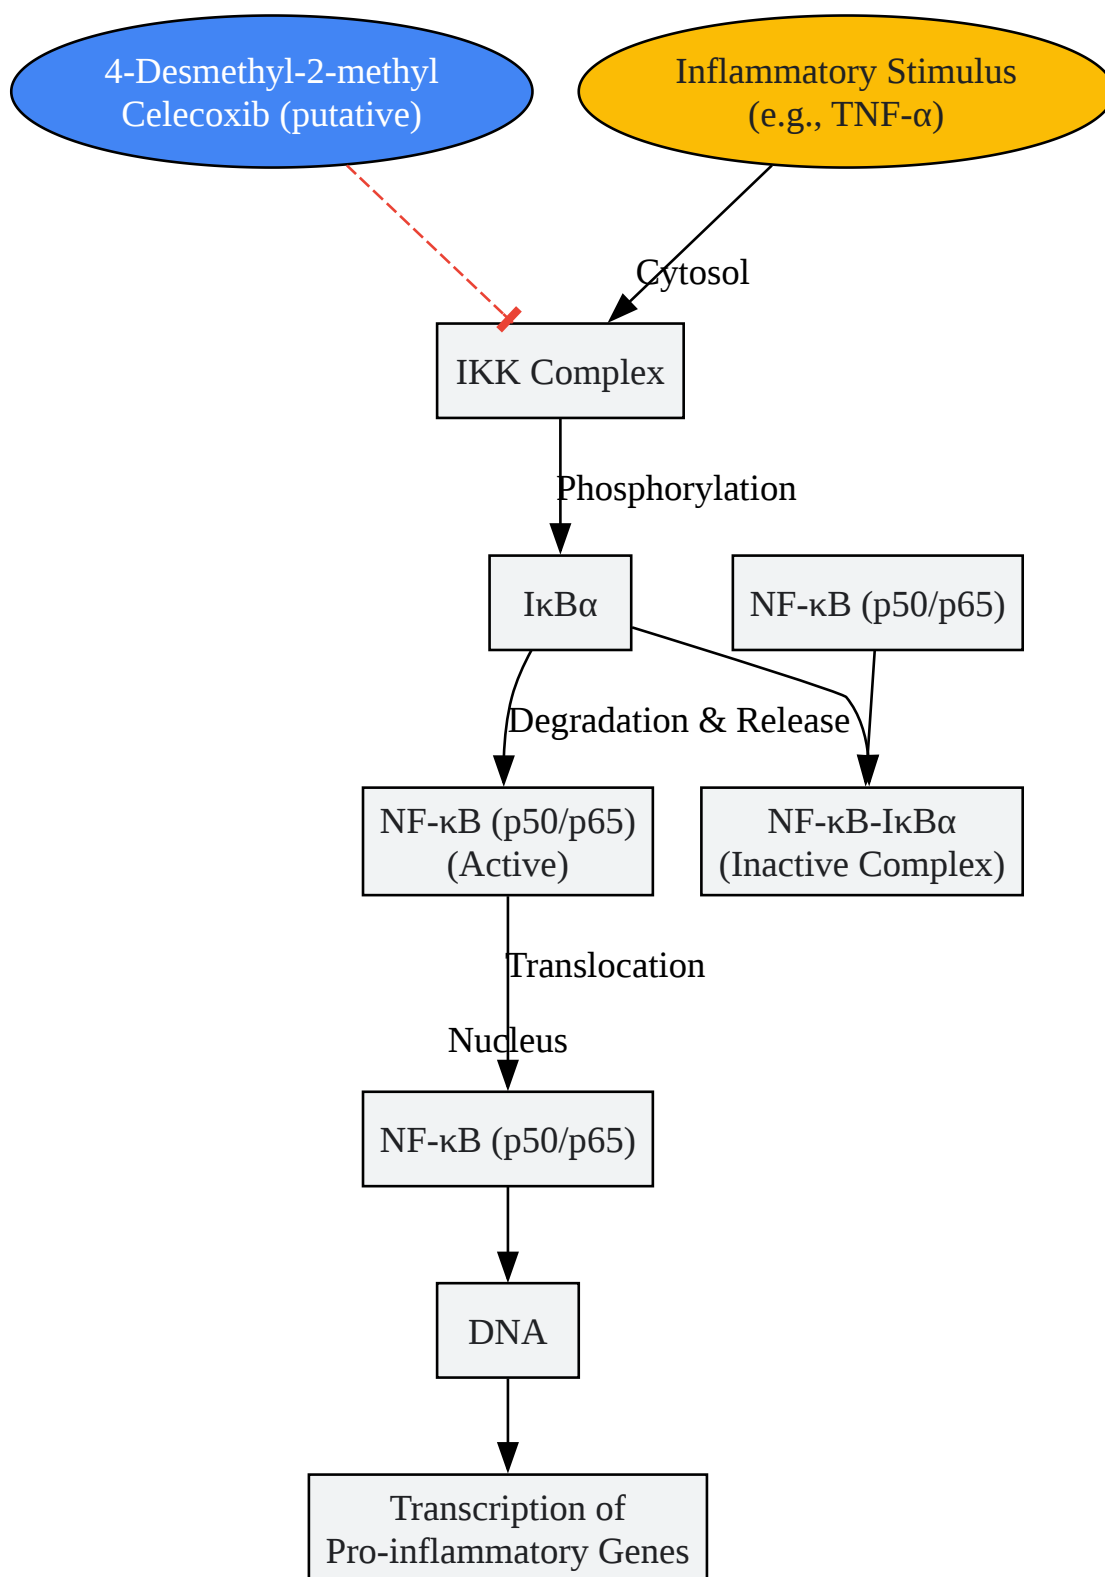 4-Desmethyl-2-methyl
Celecoxib (putative)
Inflammatory Stimulus
(e.g., TNF-α)
Cytosol
IKK Complex
Phosphorylation
IκBα
NF-κB (p50/p65)
Degradation & Release
NF-κB (p50/p65)
(Active)
NF-κB-IκBα
(Inactive Complex)
Translocation
Nucleus
NF-κB (p50/p65)
DNA
Transcription of
Pro-inflammatory Genes